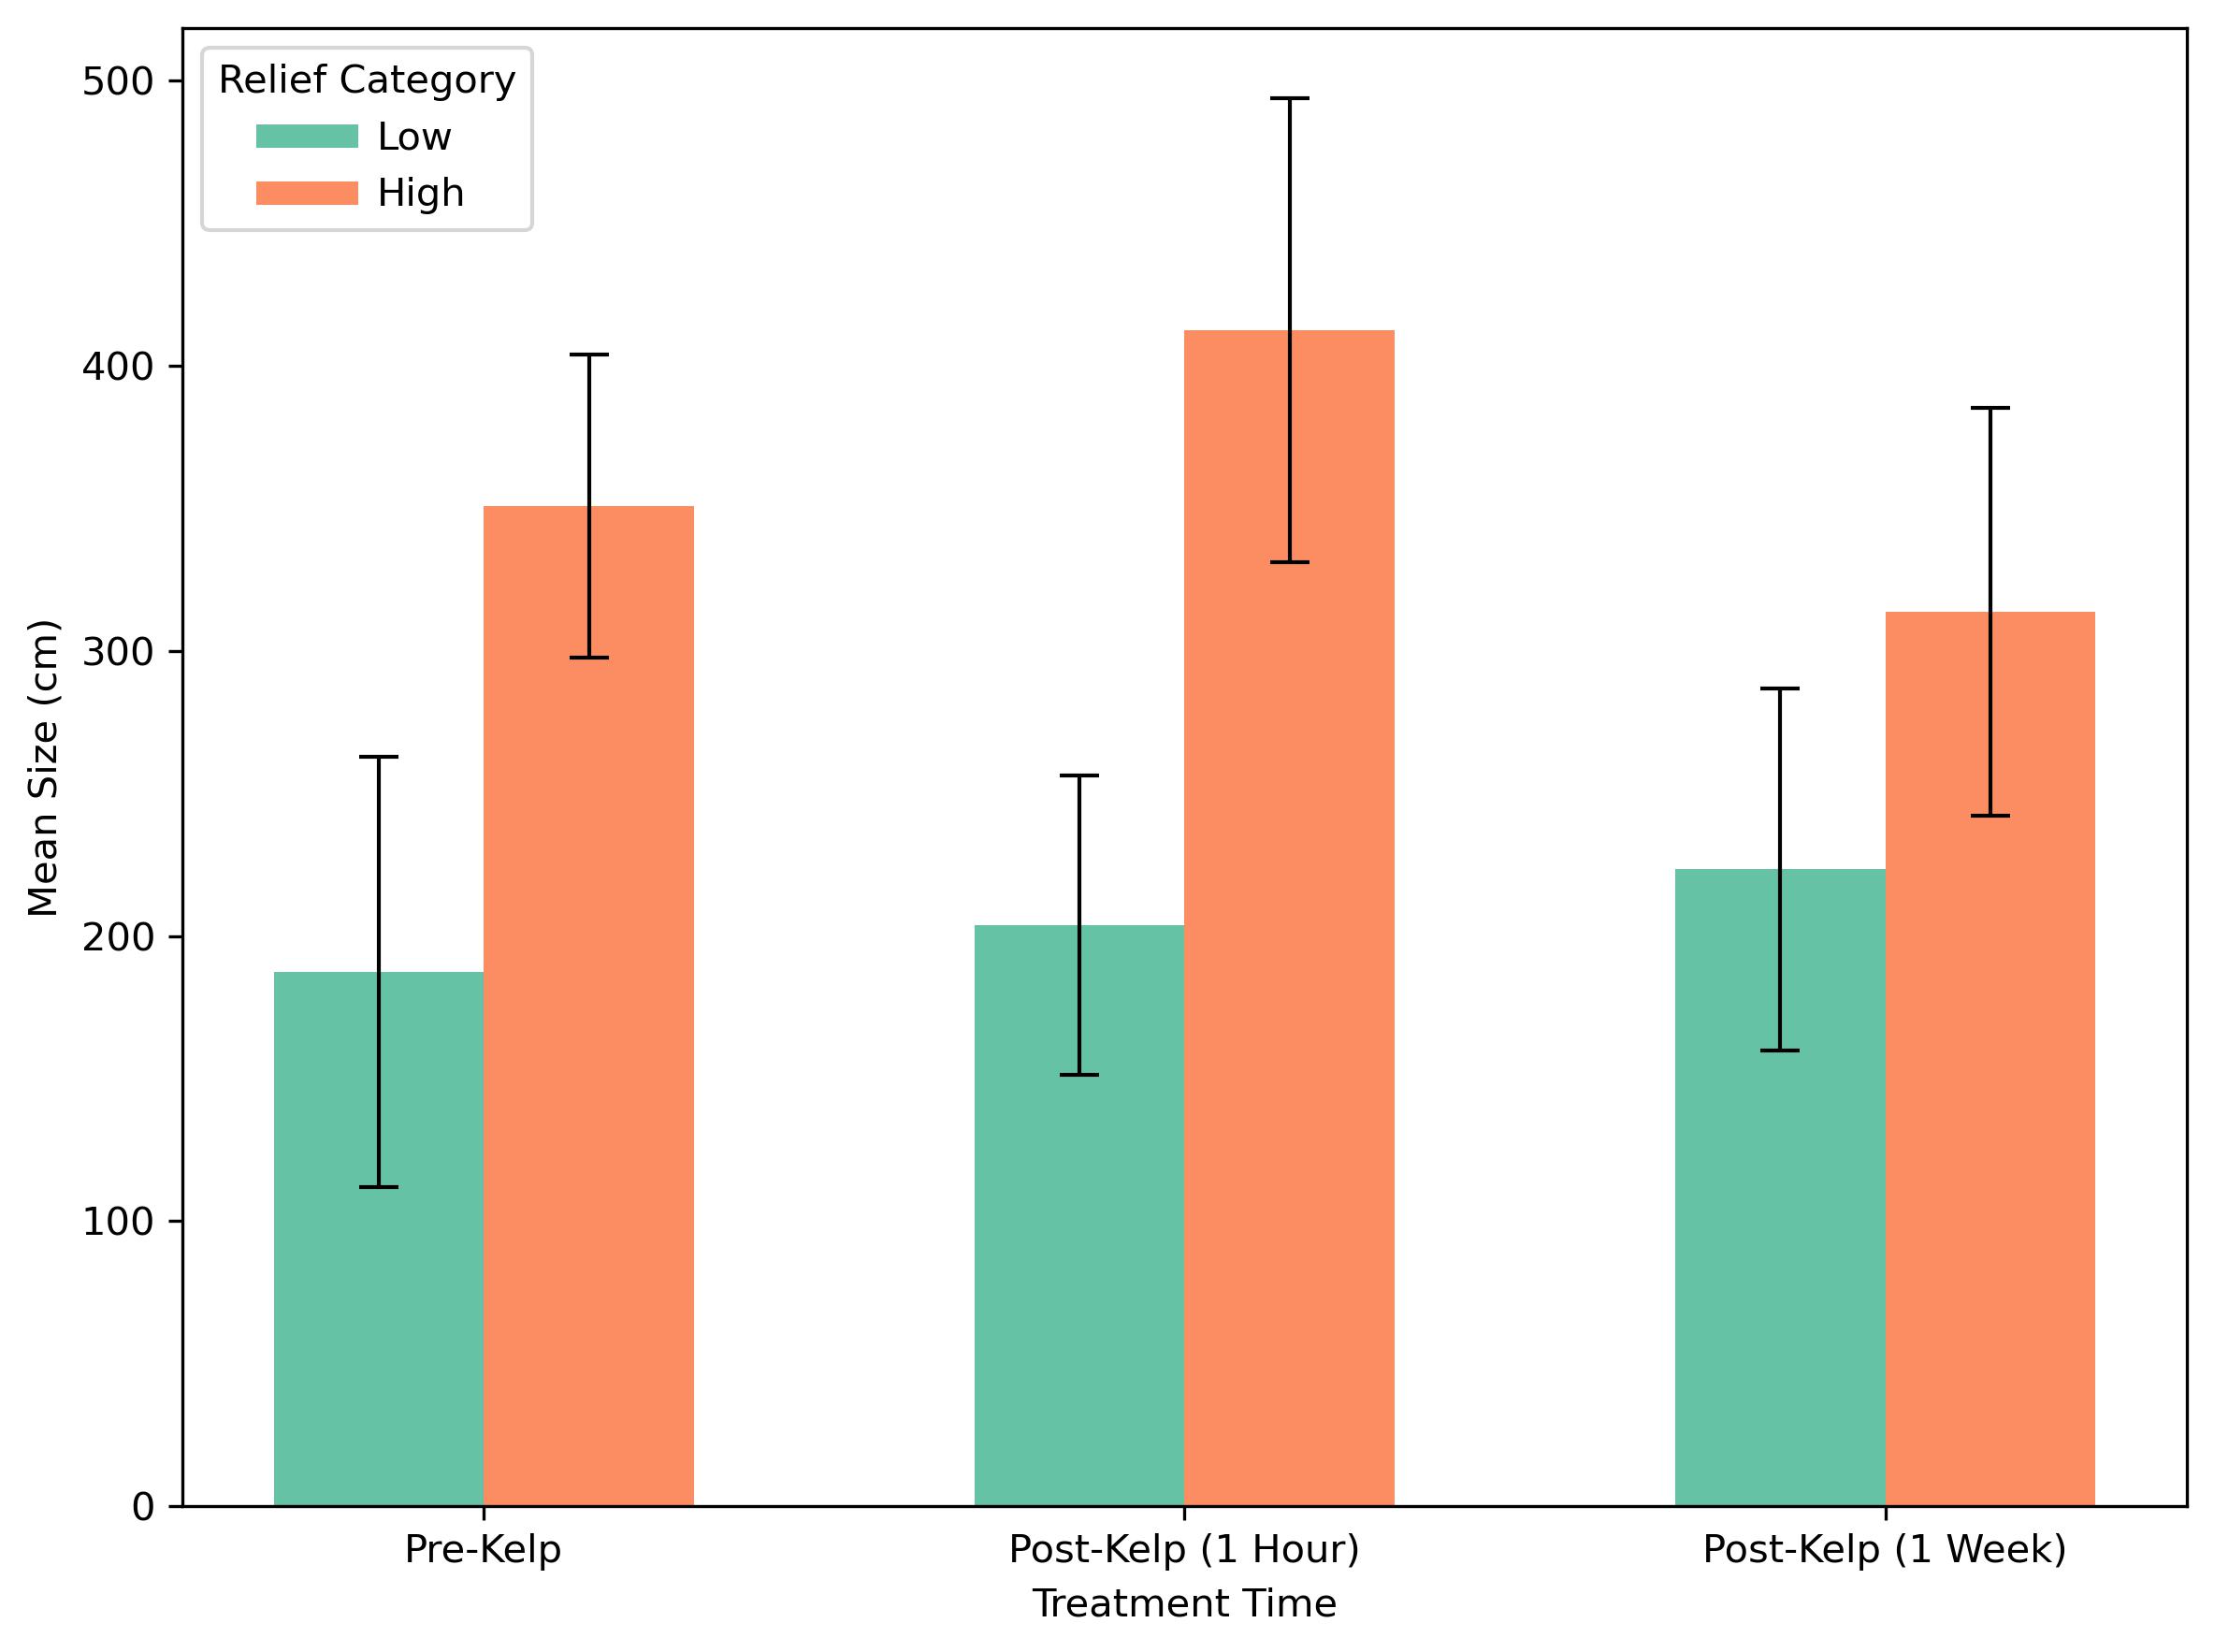 Relief Category
Low
High
500
400
300
200
100
0
Mean Size (cm)
Pre-Kelp
Post-Kelp (1 Hour)
Post-Kelp (1 Week)
Treatment Time